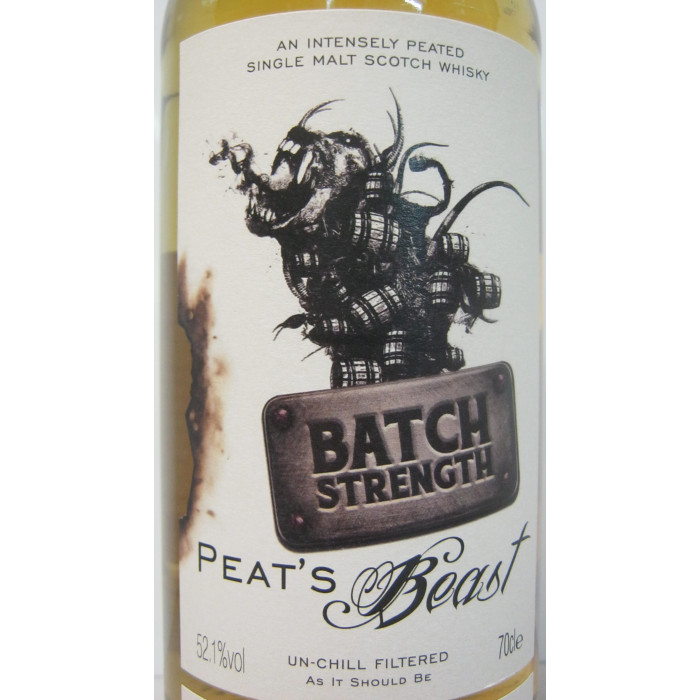 AN INTENSELY PEATED
SINGLE MALT SCOTCH WHISKY
BATCH
STRENGTH
PEAT'S Beast
52.1%vol
UN-CHILL FILTERED
70cl℮
AS IT SHOULD BE